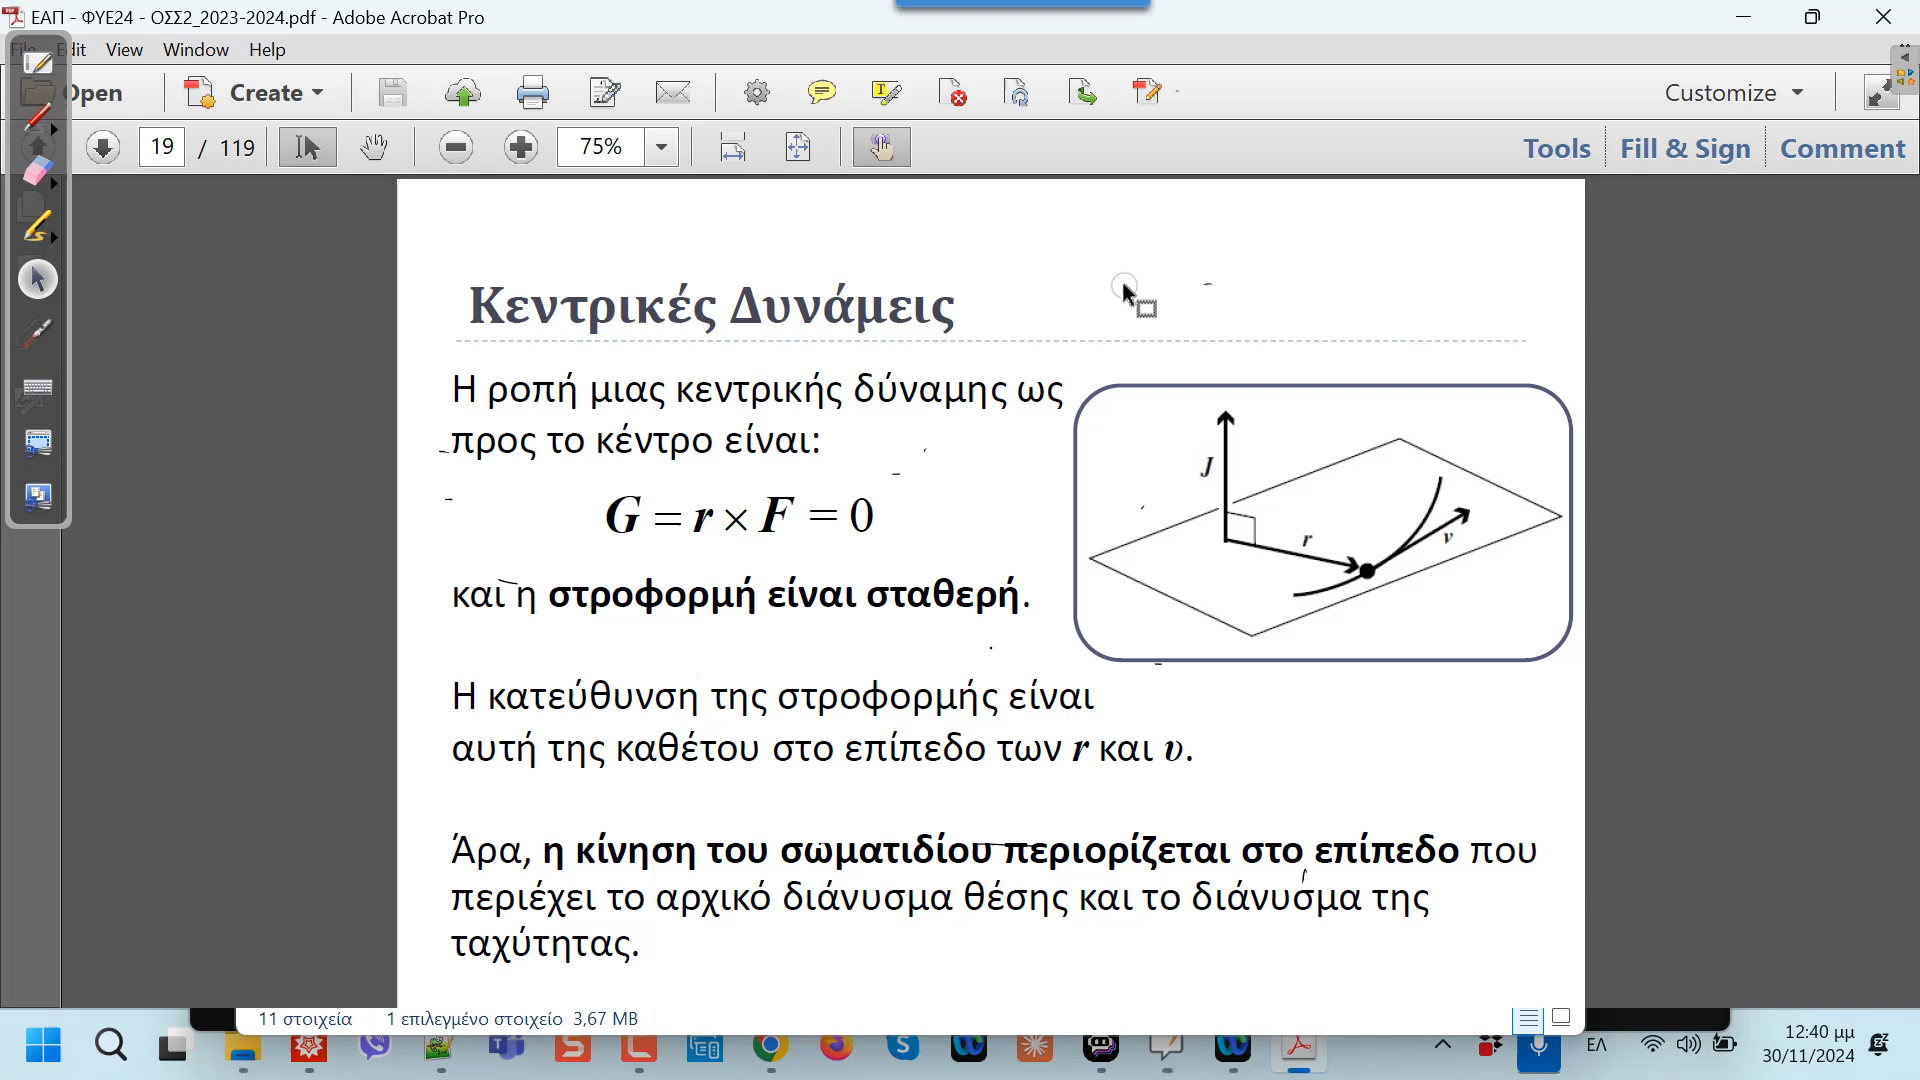 ΕΑΠ - ΦΥΕ24 - ΟΣΣ2_2023-2024.pdf - Adobe Acrobat Pro
File Edit View Window Help
Open Create Customize
19 / 119 75% Tools Fill & Sign Comment
Κεντρικές Δυνάμεις
Η ροπή μιας κεντρικής δύναμης ως
προς το κέντρο είναι:
G = r × F = 0
και η στροφορμή είναι σταθερή.
J
r
v
Η κατεύθυνση της στροφορμής είναι
αυτή της καθέτου στο επίπεδο των r και υ.
Άρα, η κίνηση του σωματιδίου περιορίζεται στο επίπεδο που
περιέχει το αρχικό διάνυσμα θέσης και το διάνυσμα της
ταχύτητας.
11 στοιχεία 1 επιλεγμένο στοιχείο 3,67 MB
ΕΛ
12:40 μμ
30/11/2024